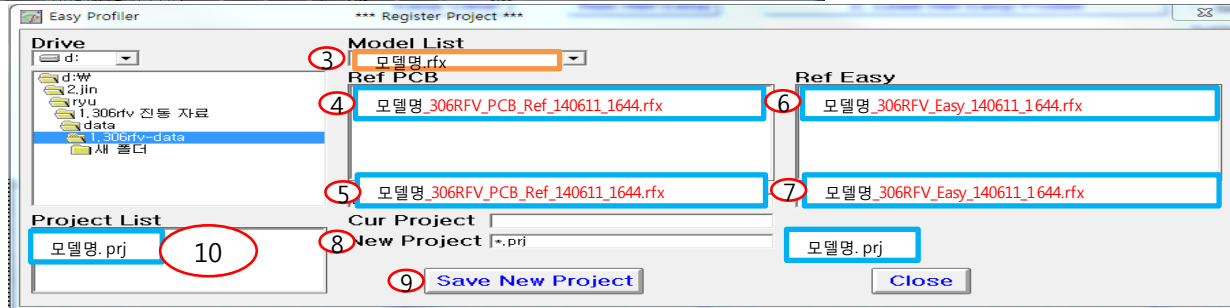 Easy Profiler
*** Register Project ***
Drive
Model List
d:
③
모델명.rfx
Ref PCB
Ref Easy
d:₩
2.jin
ryu
1.306rfv 진동 자료
data
1.306rfv-data
새 폴더
④
모델명_306RFV_PCB_Ref_140611_1644.rfx
⑥
모델명_306RFV_Easy_140611_1644.rfx
⑤
모델명_306RFV_PCB_Ref_140611_1644.rfx
⑦
모델명_306RFV_Easy_140611_1644.rfx
Project List
Cur Project
모델명. prj
10
⑧
New Project
*.prj
모델명. prj
⑨
Save New Project
Close